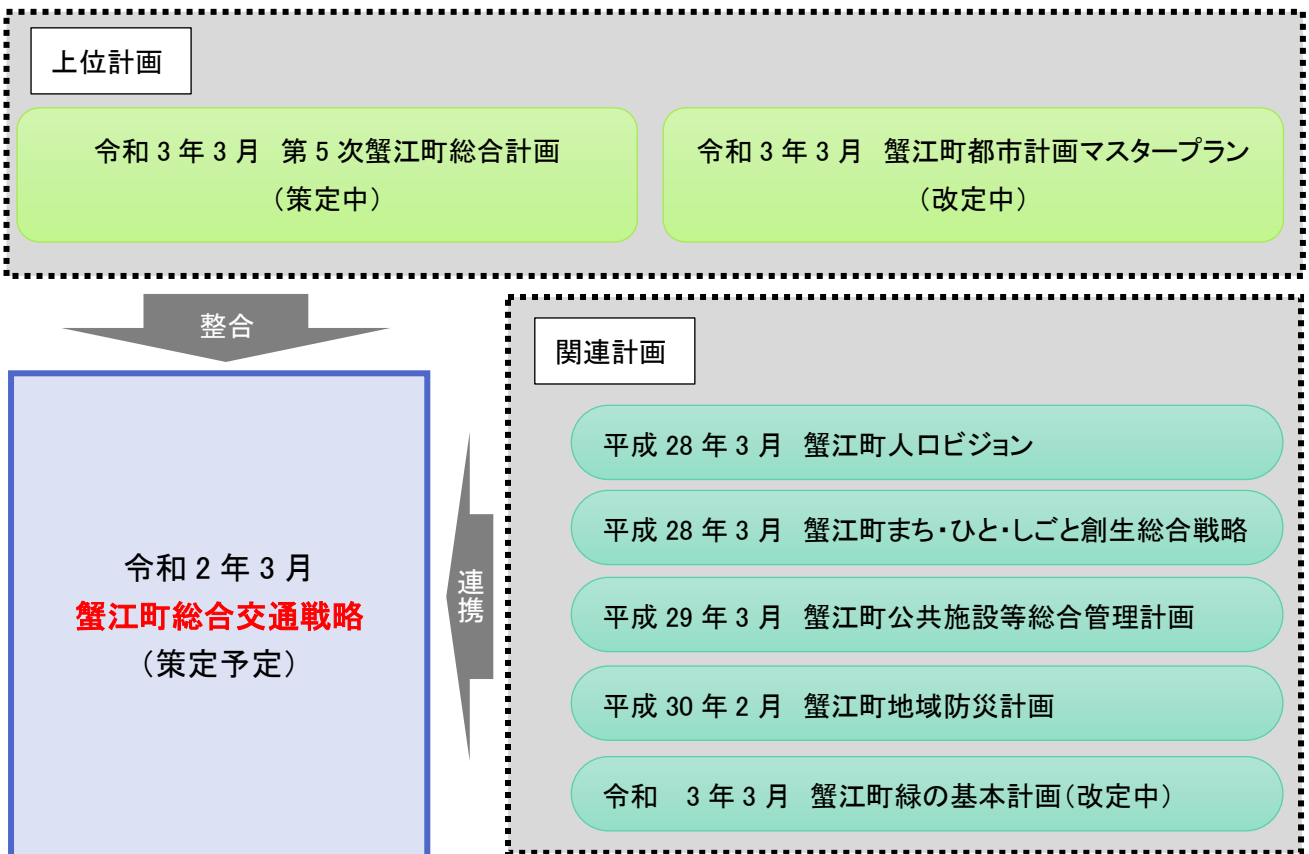 上位計画
令和3年3月 第5次蟹江町総合計画
（策定中）
令和3年3月 蟹江町都市計画マスタープラン
（改定中）
整合
関連計画
平成28年3月 蟹江町人口ビジョン
平成28年3月 蟹江町まち・ひと・しごと創生総合戦略
平成29年3月 蟹江町公共施設等総合管理計画
平成30年2月 蟹江町地域防災計画
令和　3年3月 蟹江町緑の基本計画（改定中）
連携
令和2年3月
蟹江町総合交通戦略
（策定予定）